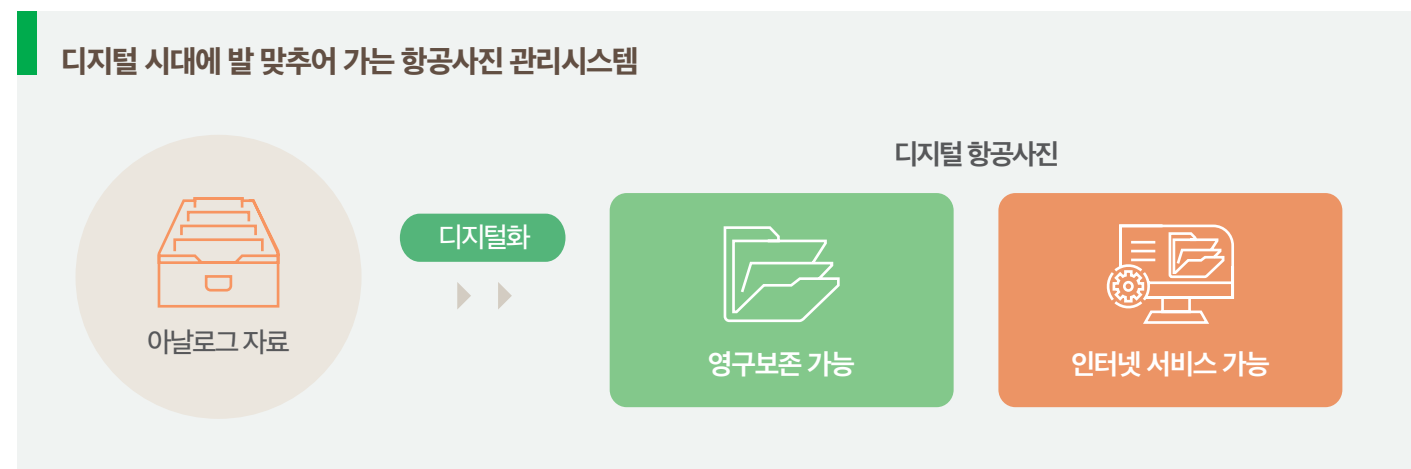 디지털 시대에 발 맞추어 가는 항공사진 관리시스템
디지털 항공사진
디지털화
아날로그 자료
영구보존 가능
인터넷 서비스 가능